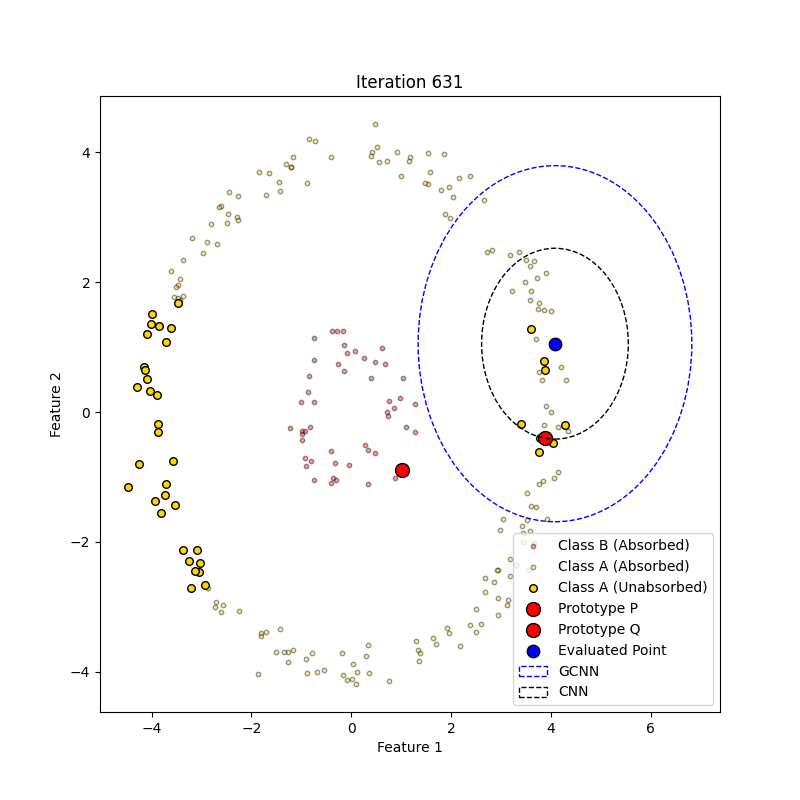 Iteration 631
4
2
0
−2
−4
Feature 2
−4
−2
0
2
4
6
Feature 1
Class B (Absorbed)
Class A (Absorbed)
Class A (Unabsorbed)
Prototype P
Prototype Q
Evaluated Point
GCNN
CNN